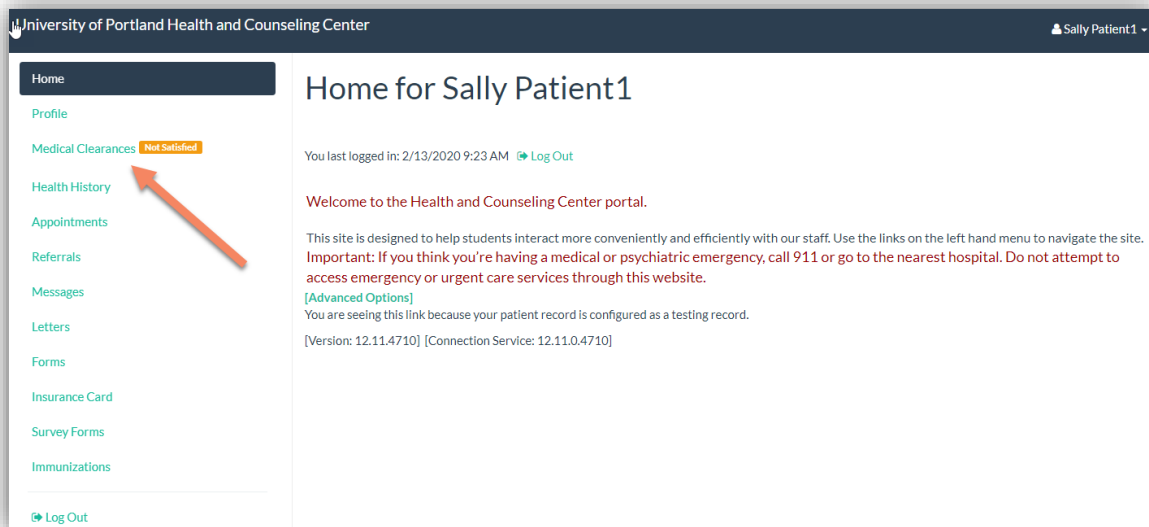 University of Portland Health and Counseling Center
Sally Patient1
Home
Profile
Medical Clearances Not Satisfied
Health History
Appointments
Referrals
Messages
Letters
Forms
Insurance Card
Survey Forms
Immunizations
Log Out
Home for Sally Patient1
You last logged in: 2/13/2020 9:23 AM Log Out
Welcome to the Health and Counseling Center portal.
This site is designed to help students interact more conveniently and efficiently with our staff. Use the links on the left hand menu to navigate the site.
Important: If you think you’re having a medical or psychiatric emergency, call 911 or go to the nearest hospital. Do not attempt to
access emergency or urgent care services through this website.
[Advanced Options]
You are seeing this link because your patient record is configured as a testing record.
[Version: 12.11.4710] [Connection Service: 12.11.0.4710]